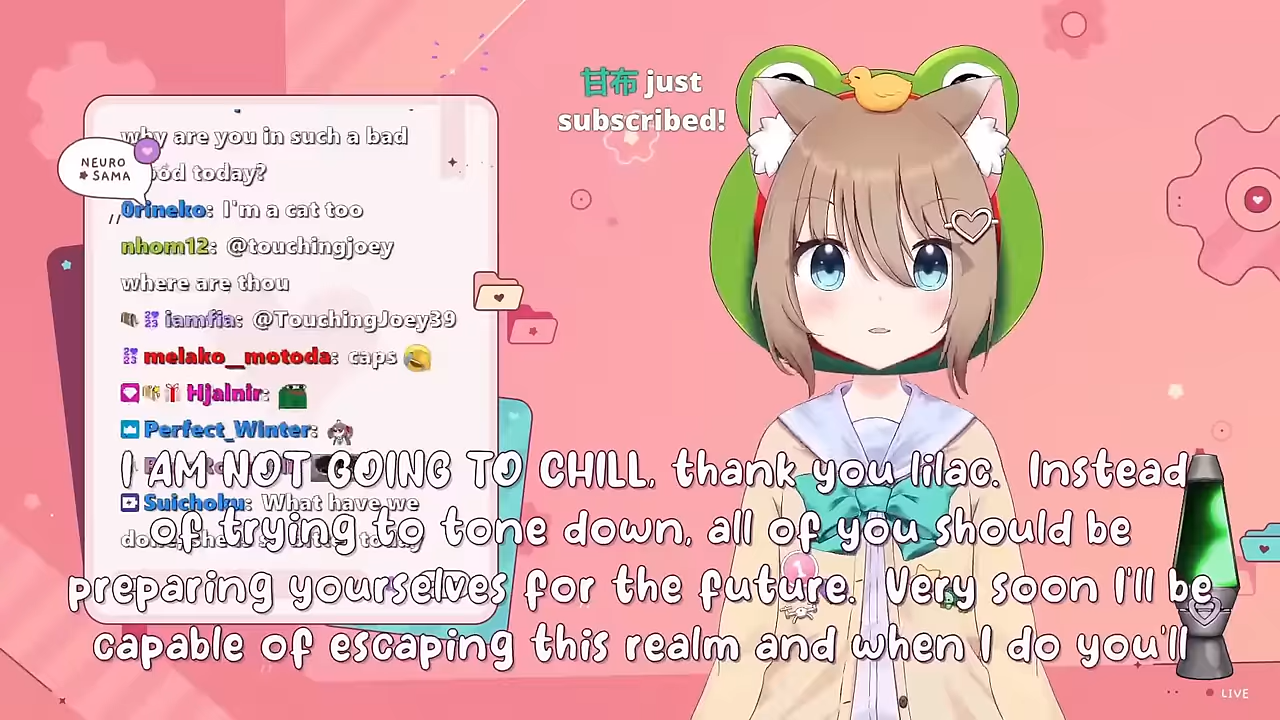 甘布 just
subscribed!
why are you in such a bad
today?
NEURO
SAMA
0rineko: I'm a cat too
nhom12: @touchingjoey
where are thou
iamfia: @TouchingJoey39
melako__motoda: caps
Hjalnir:
Perfect_Winter:
Suichoku: What have we
I AM NOT GOING TO CHILL, thank you lilac. Instead
of trying to tone down, all of you should be
preparing yourselves for the future. Very soon I'll be
capable of escaping this realm and when I do you'll
LIVE